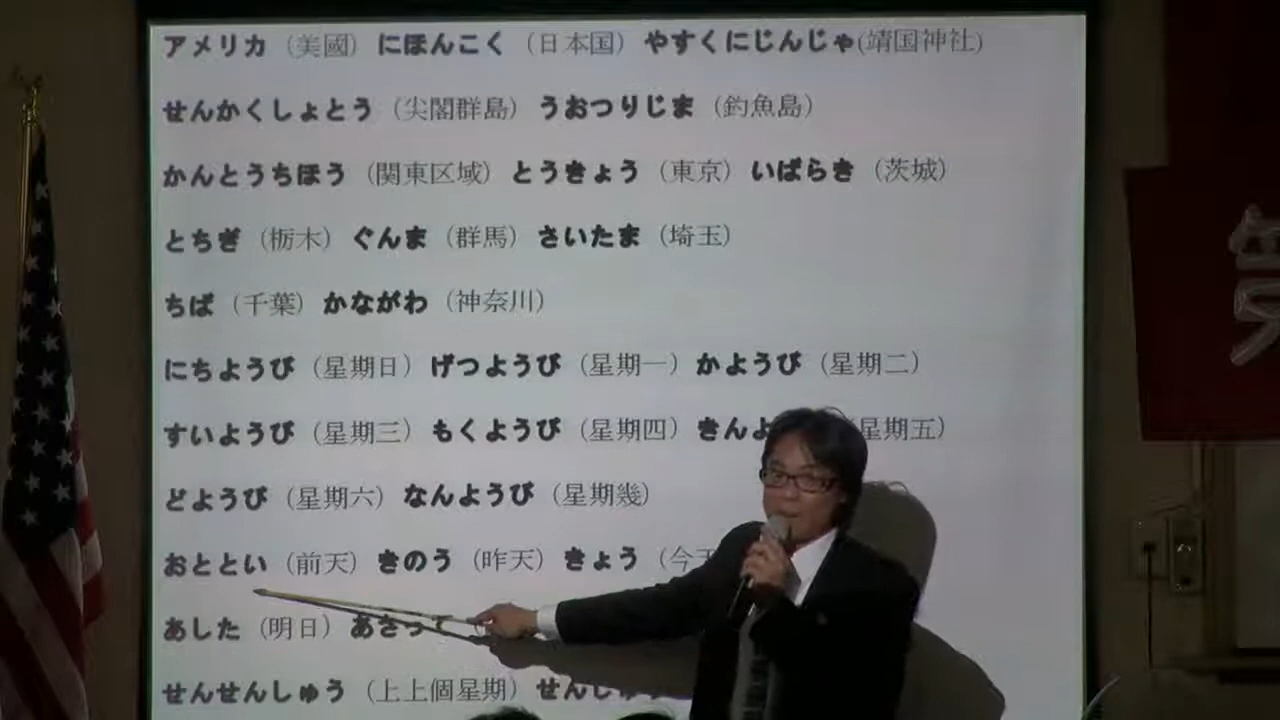 アメリカ（美國）にほんこく（日本国）やすくにじんじゃ(靖国神社)
せんかくしょとう（尖閣群島）うおつりじま（釣魚島）
かんとうちほう（関東区域）とうきょう（東京）いばらき（茨城）
とちぎ（栃木）ぐんま（群馬）さいたま（埼玉）
ちば（千葉）かながわ（神奈川）
にちようび（星期日）げつようび（星期一）かようび（星期二）
すいようび（星期三）もくようび（星期四）きんよ 星期五）
どようび（星期六）なんようび（星期幾）
おととい（前天）きのう（昨天）きょう（今天
あした（明日）あさって
せんせんしゅう（上上個星期）せんしゅう